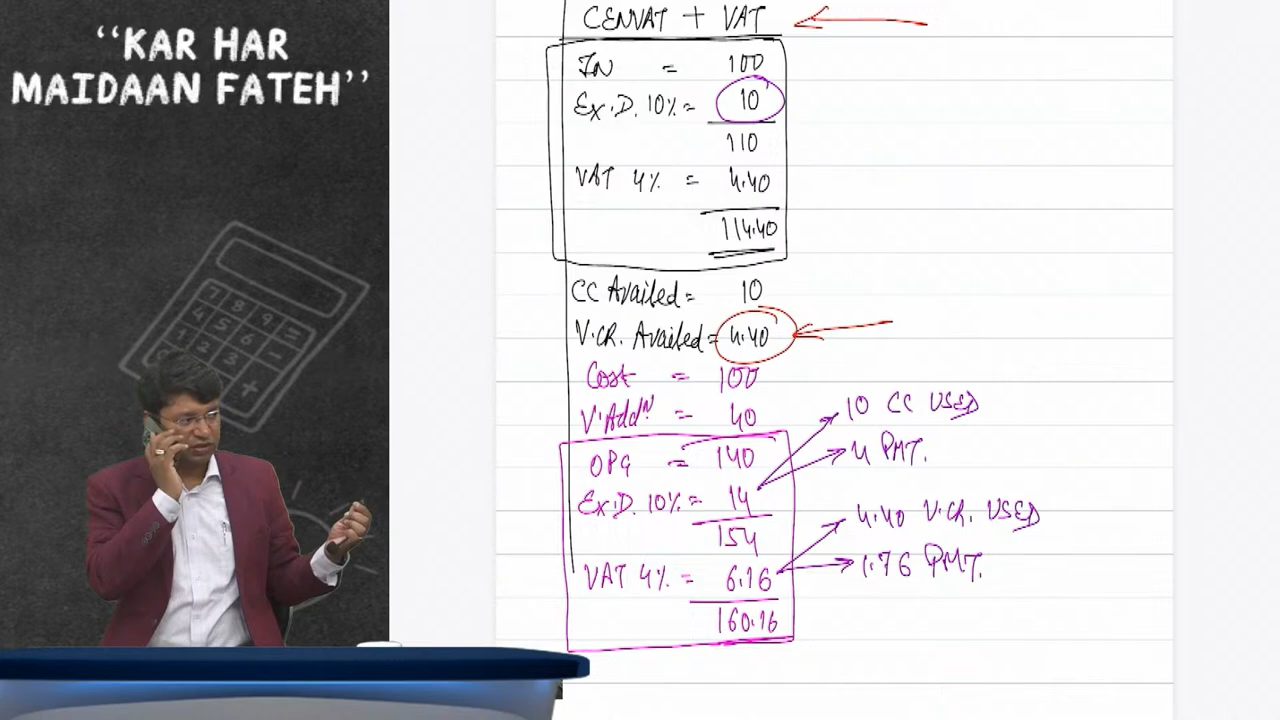 “KAR HAR
MAIDAAN FATEH”
CENVAT + VAT
IN = 100
Ex.D. 10% = 10
110
VAT 4% = 4.40
114.40
CC Availed = 10
V.CR. Availed = 4.40
Cost = 100
V'Addn = 40
OPG = 140
Ex.D. 10% = 14
154
VAT 4% = 6.16
160.16
10 CC USED
4 PMT.
4.40 V.CR. USED
1.76 PMT.